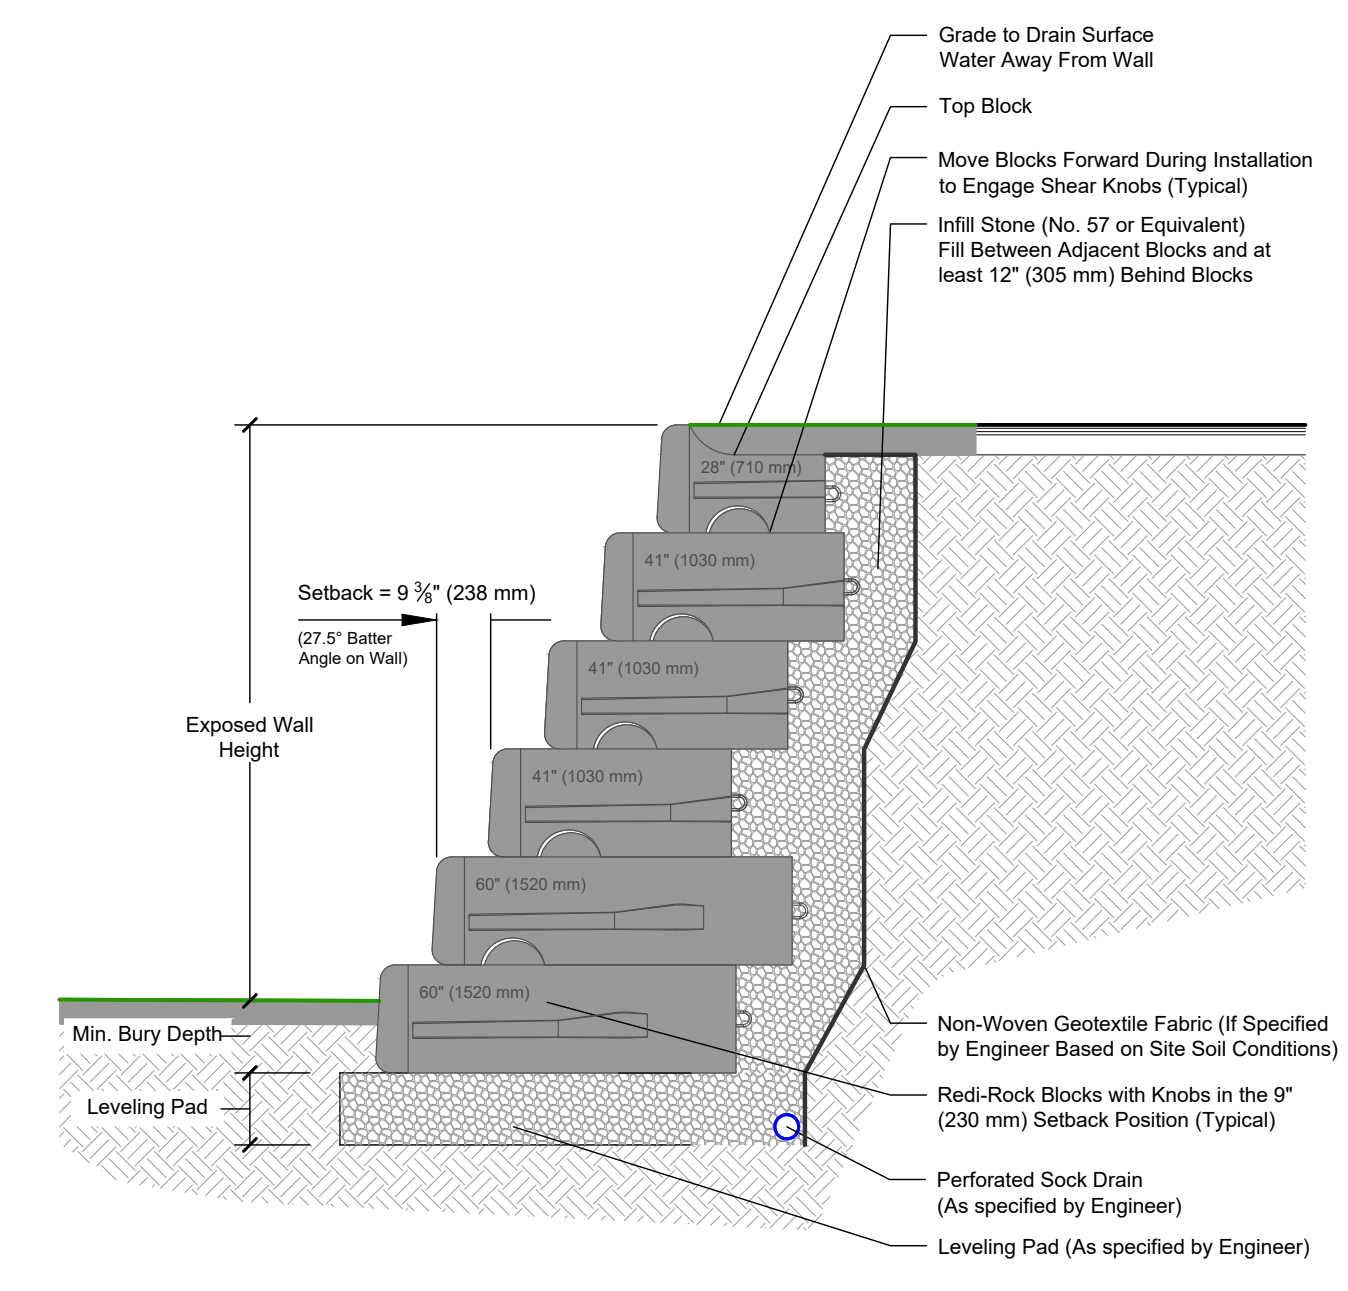 Grade to Drain Surface
Water Away From Wall
Top Block
Move Blocks Forward During Installation
to Engage Shear Knobs (Typical)
Infill Stone (No. 57 or Equivalent)
Fill Between Adjacent Blocks and at
least 12" (305 mm) Behind Blocks
28" (710 mm)
41" (1030 mm)
Setback = 9 3⁄8" (238 mm)
(27.5° Batter
Angle on Wall)
41" (1030 mm)
Exposed Wall
Height
41" (1030 mm)
60" (1520 mm)
60" (1520 mm)
Min. Bury Depth
Leveling Pad
Non-Woven Geotextile Fabric (If Specified
by Engineer Based on Site Soil Conditions)
Redi-Rock Blocks with Knobs in the 9"
(230 mm) Setback Position (Typical)
Perforated Sock Drain
(As specified by Engineer)
Leveling Pad (As specified by Engineer)